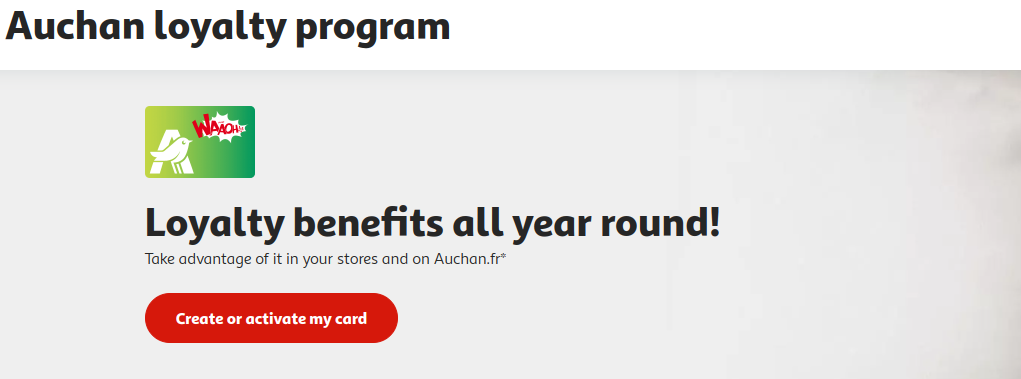 Auchan loyalty program
WAAOH!
Loyalty benefits all year round!
Take advantage of it in your stores and on Auchan.fr*
Create or activate my card